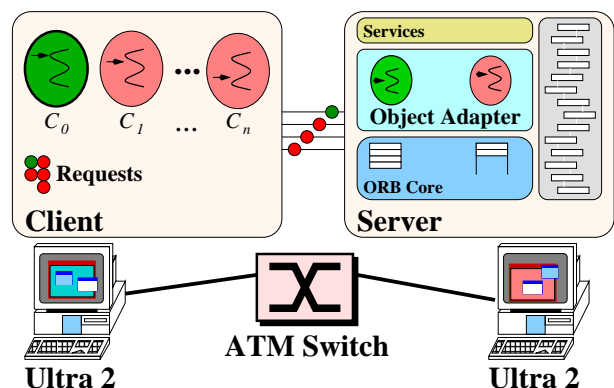 Services
Object Adapter
C0 C1 ... Cn
...
Requests
ORB Core
Client
Server
ATM Switch
Ultra 2
Ultra 2